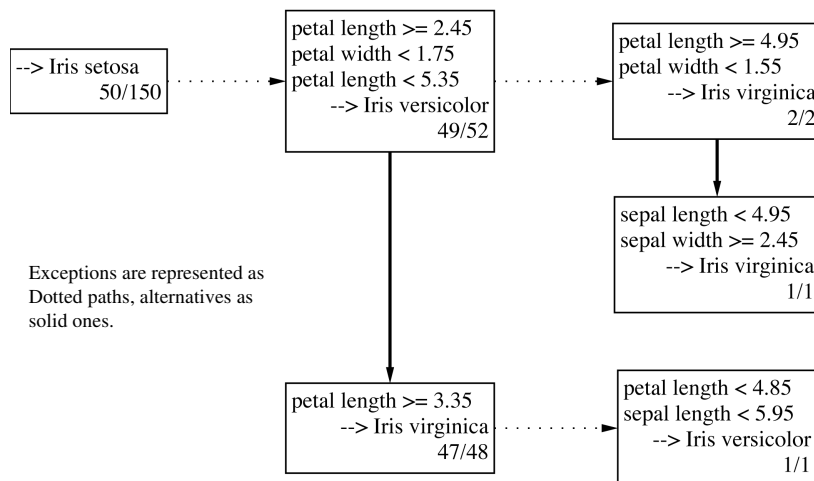 --> Iris setosa
50/150
petal length >= 2.45
petal width < 1.75
petal length < 5.35
--> Iris versicolor
49/52
petal length >= 4.95
petal width < 1.55
--> Iris virginica
2/2
sepal length < 4.95
sepal width >= 2.45
--> Iris virginica
1/1
Exceptions are represented as
Dotted paths, alternatives as
solid ones.
petal length >= 3.35
--> Iris virginica
47/48
petal length < 4.85
sepal length < 5.95
--> Iris versicolor
1/1